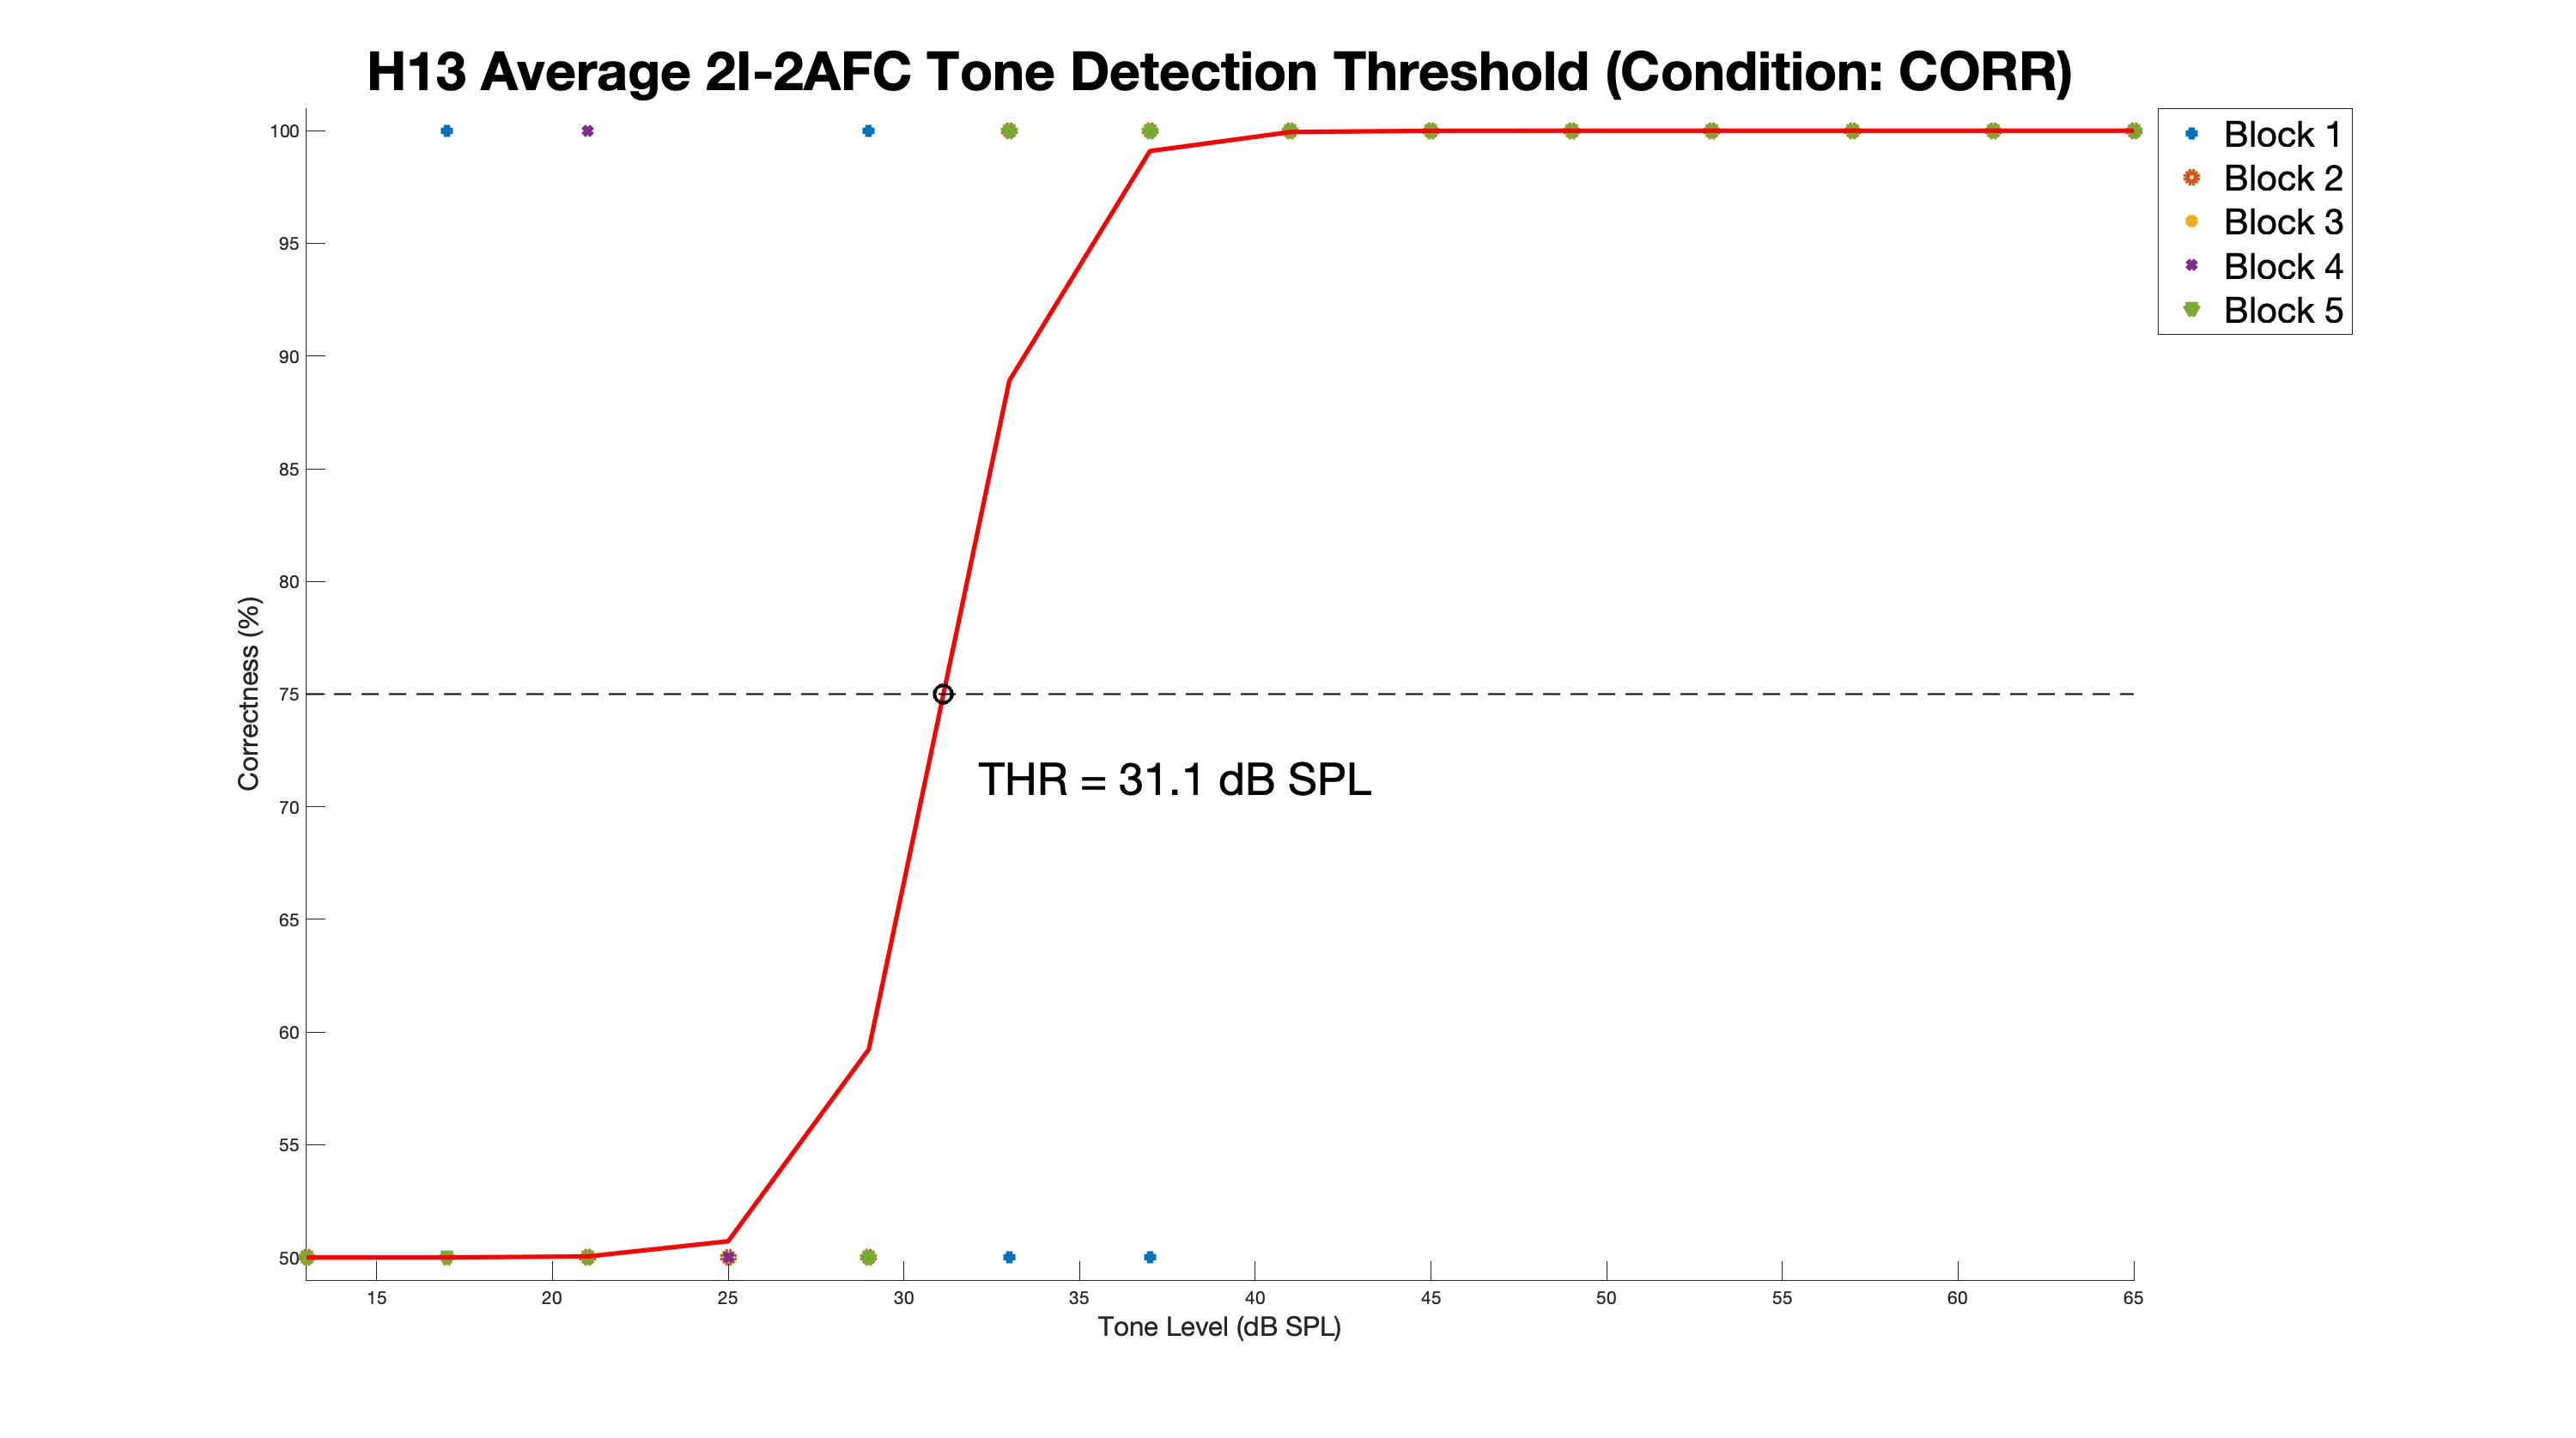 H13 Average 2I-2AFC Tone Detection Threshold (Condition: CORR)
100
95
90
85
80
75
70
65
60
55
50
Correctness (%)
THR = 31.1 dB SPL
15 20 25 30 35 40 45 50 55 60 65
Tone Level (dB SPL)
Block 1
Block 2
Block 3
Block 4
Block 5